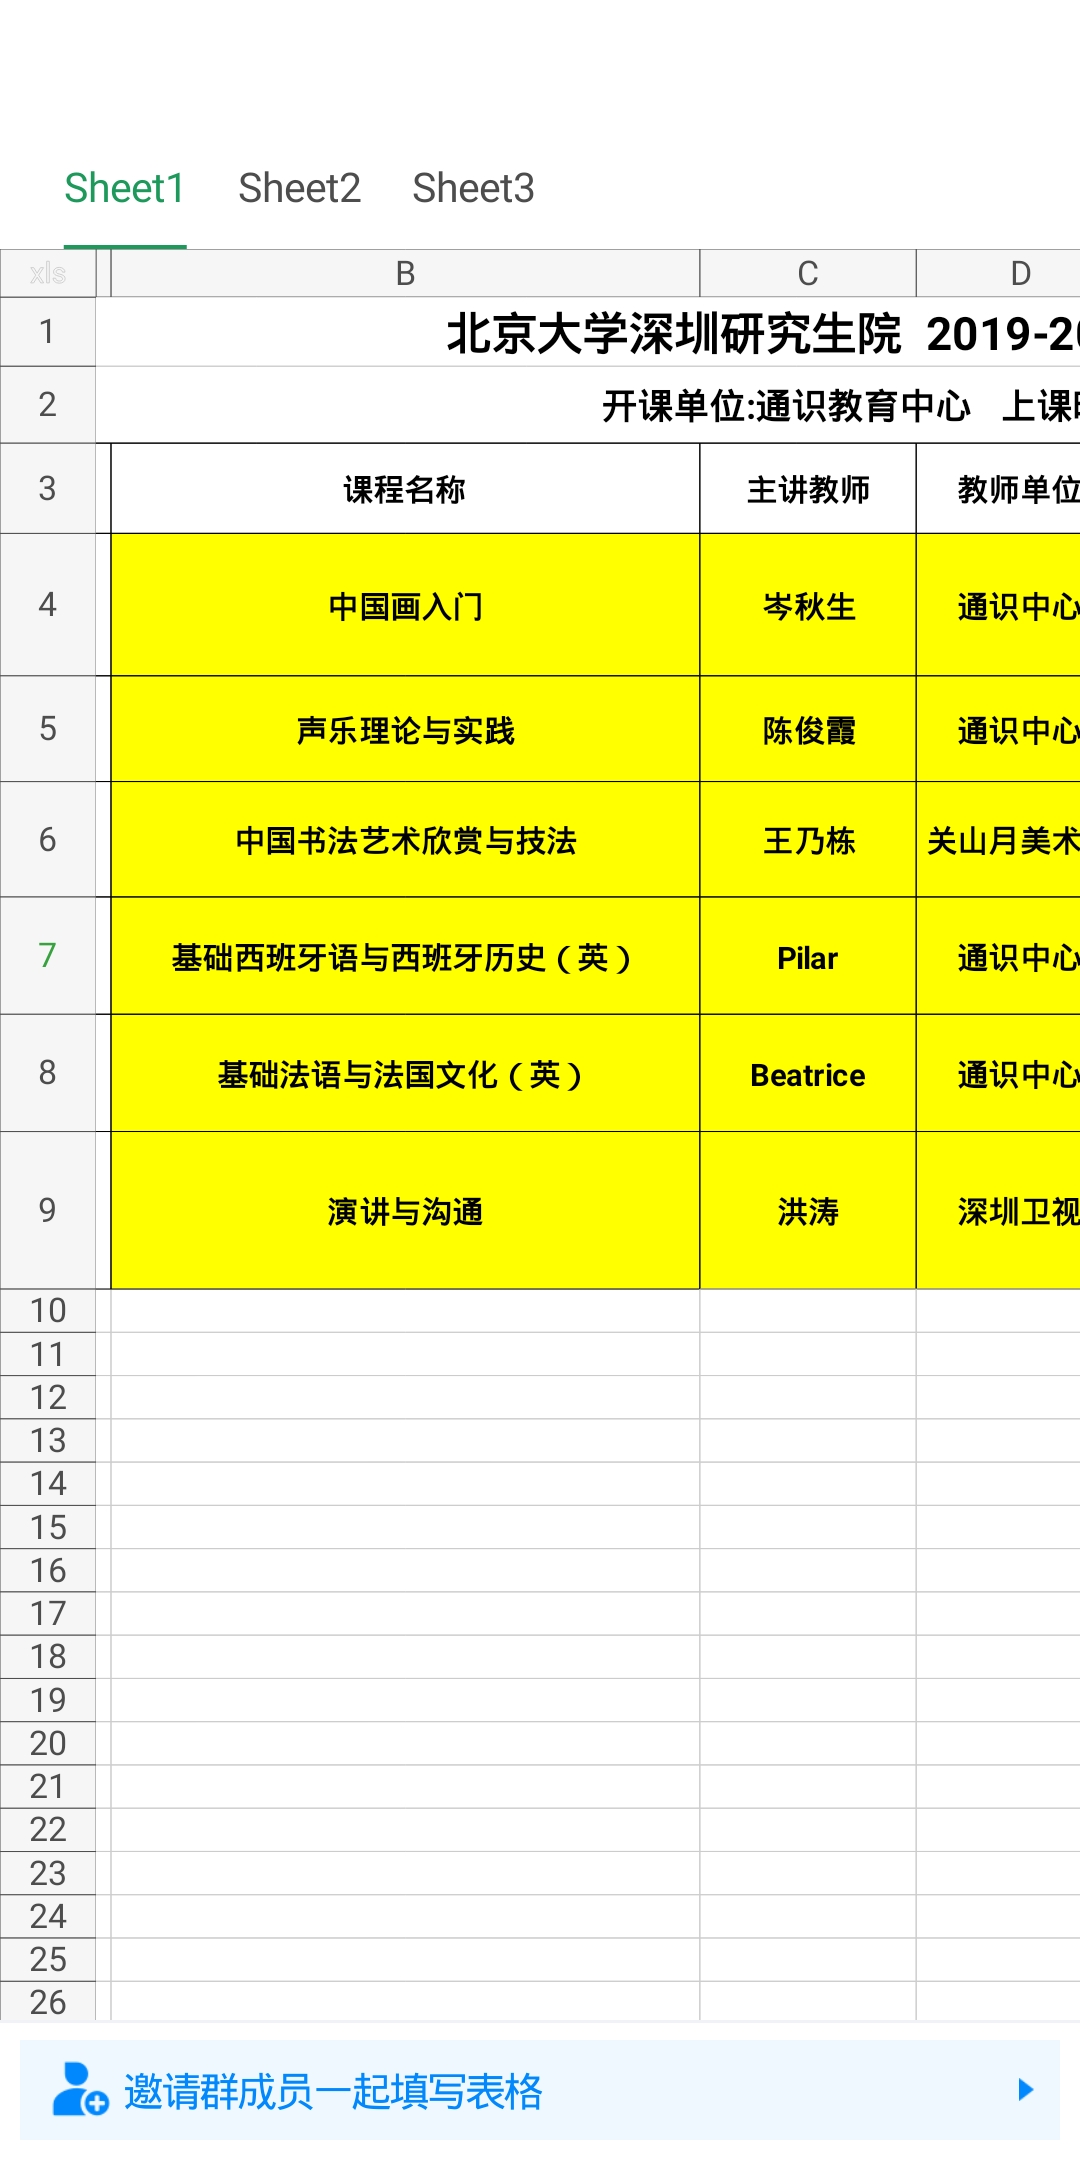 Sheet1 Sheet2 Sheet3
xls B C D
1 北京大学深圳研究生院 2019-20
2 开课单位:通识教育中心 上课
3 课程名称 主讲教师 教师单位
4 中国画入门 岑秋生 通识中心
5 声乐理论与实践 陈俊霞 通识中心
6 中国书法艺术欣赏与技法 王乃栋 关山月美术
7 基础西班牙语与西班牙历史（英） Pilar 通识中心
8 基础法语与法国文化（英） Beatrice 通识中心
9 演讲与沟通 洪涛 深圳卫视
10
11
12
13
14
15
16
17
18
19
20
21
22
23
24
25
26
邀请群成员一起填写表格